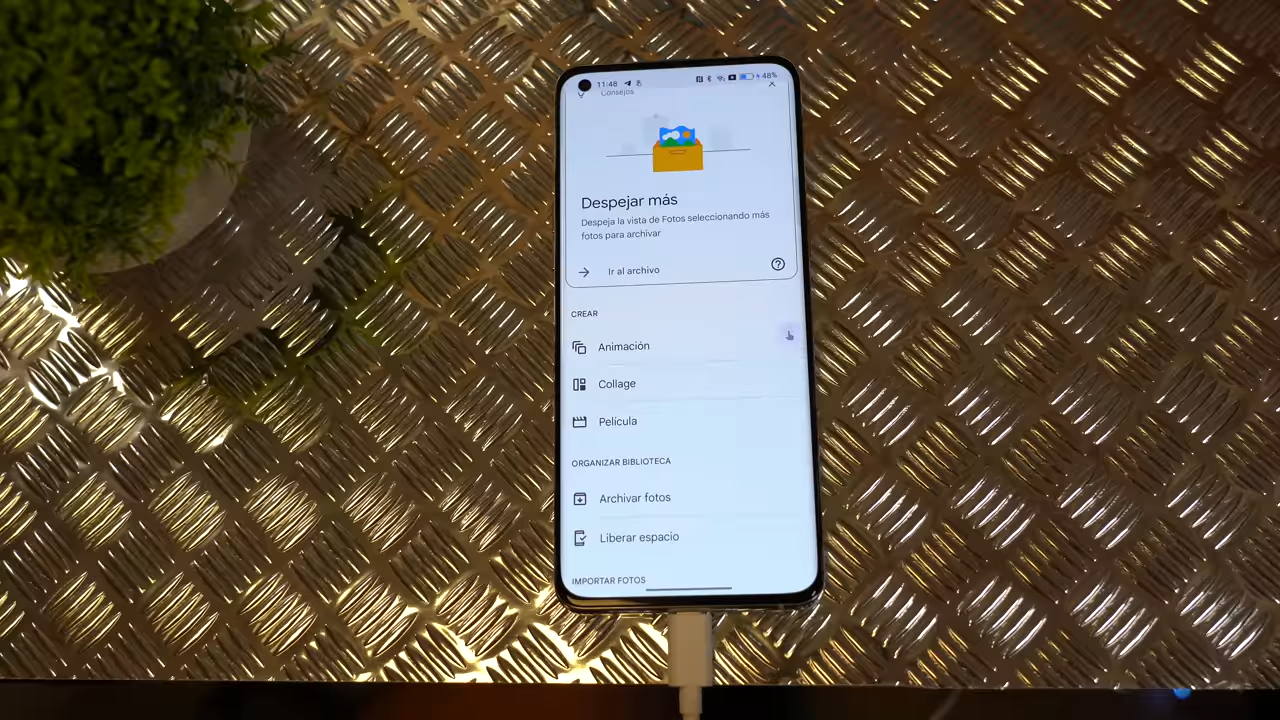 11:48
48%
Consejos
Despejar más
Despeja la vista de Fotos seleccionando más
fotos para archivar
Ir al archivo
CREAR
Animación
Collage
Película
ORGANIZAR BIBLIOTECA
Archivar fotos
Liberar espacio
IMPORTAR FOTOS